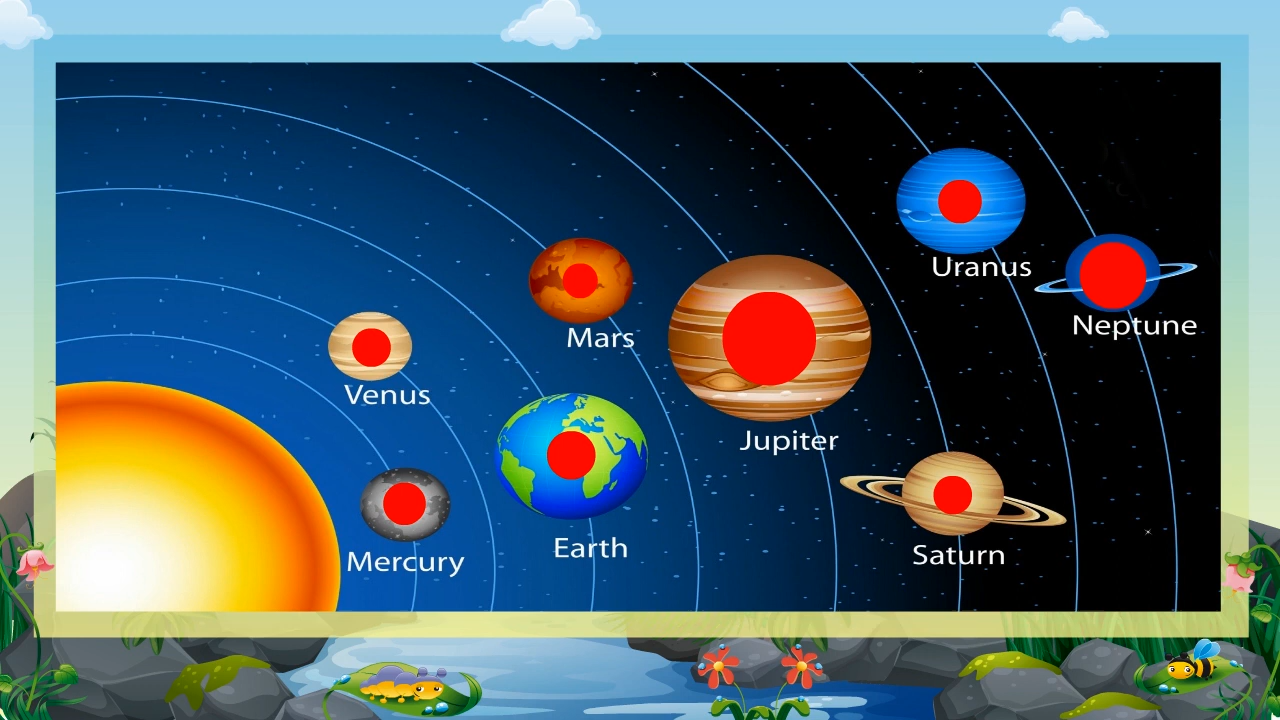 Uranus
Neptune
Mars
Venus
Jupiter
Earth
Saturn
Mercury